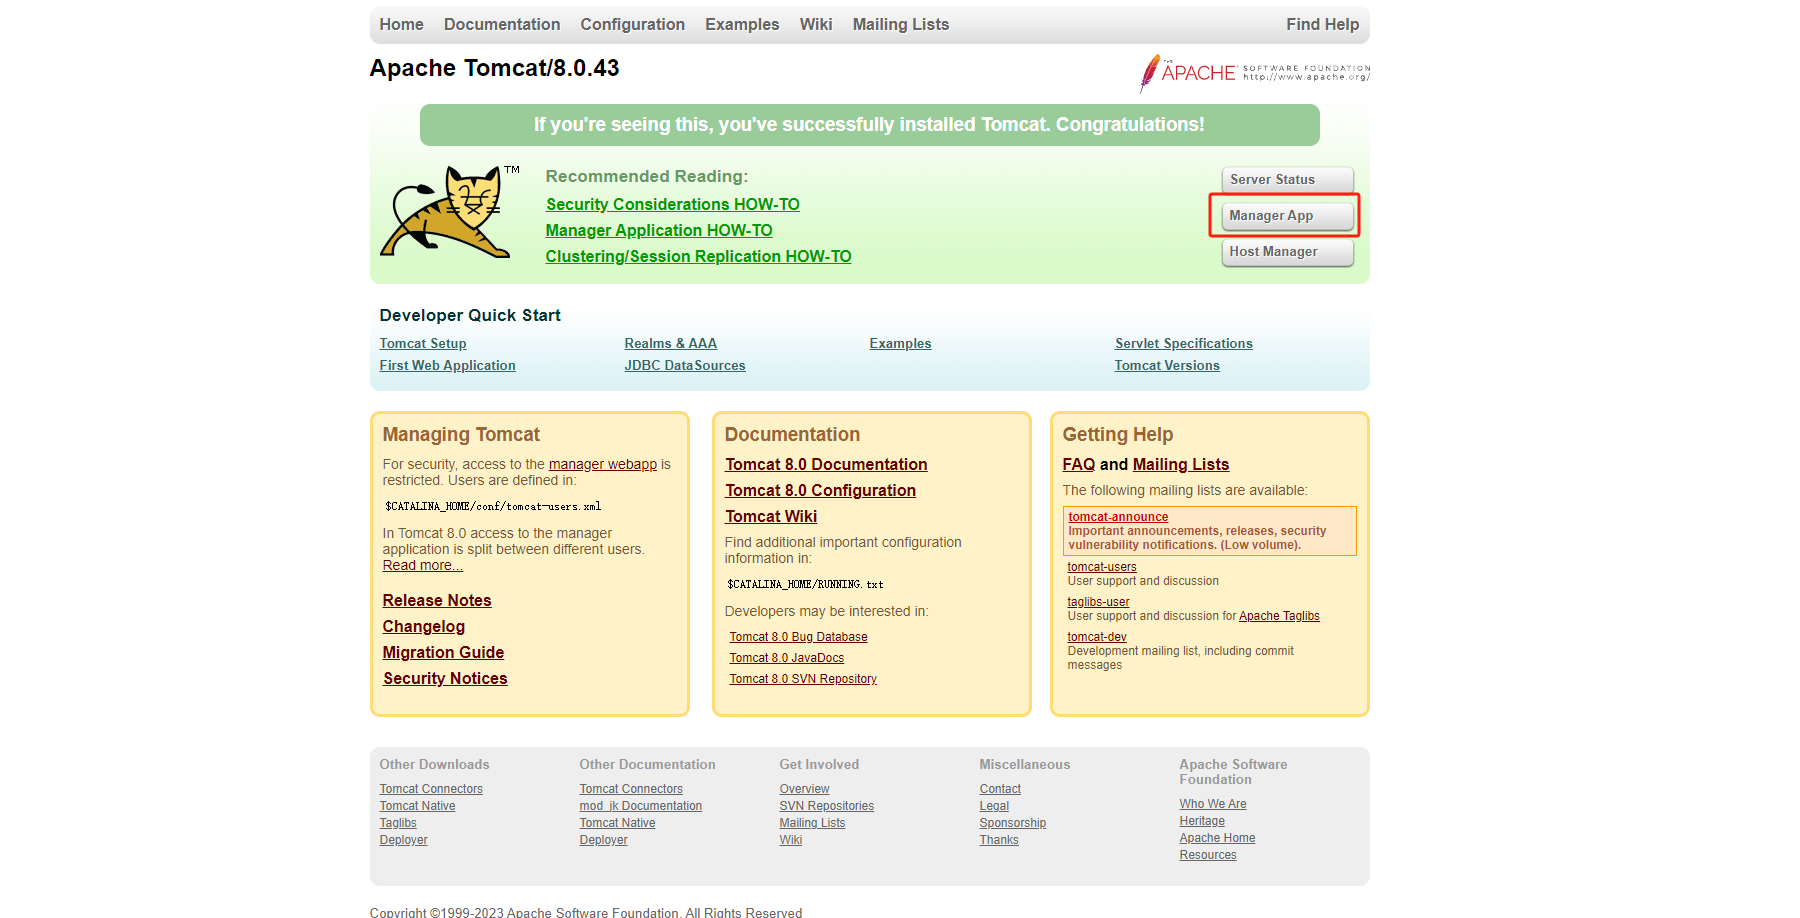 Home Documentation Configuration Examples Wiki Mailing Lists Find Help
Apache Tomcat/8.0.43
THE APACHE SOFTWARE FOUNDATION
http://www.apache.org/
If you're seeing this, you've successfully installed Tomcat. Congratulations!
TM
Recommended Reading:
Security Considerations HOW-TO
Manager Application HOW-TO
Clustering/Session Replication HOW-TO
Server Status
Manager App
Host Manager
Developer Quick Start
Tomcat Setup
First Web Application
Realms & AAA
JDBC DataSources
Examples
Servlet Specifications
Tomcat Versions
Managing Tomcat
For security, access to the manager webapp is
restricted. Users are defined in:
$CATALINA_HOME/conf/tomcat-users.xml
In Tomcat 8.0 access to the manager
application is split between different users.
Read more...
Release Notes
Changelog
Migration Guide
Security Notices
Documentation
Tomcat 8.0 Documentation
Tomcat 8.0 Configuration
Tomcat Wiki
Find additional important configuration
information in:
$CATALINA_HOME/RUNNING.txt
Developers may be interested in:
Tomcat 8.0 Bug Database
Tomcat 8.0 JavaDocs
Tomcat 8.0 SVN Repository
Getting Help
FAQ and Mailing Lists
The following mailing lists are available:
tomcat-announce
Important announcements, releases, security
vulnerability notifications. (Low volume).
tomcat-users
User support and discussion
taglibs-user
User support and discussion for Apache Taglibs
tomcat-dev
Development mailing list, including commit
messages
Other Downloads
Tomcat Connectors
Tomcat Native
Taglibs
Deployer
Other Documentation
Tomcat Connectors
mod_jk Documentation
Tomcat Native
Deployer
Get Involved
Overview
SVN Repositories
Mailing Lists
Wiki
Miscellaneous
Contact
Legal
Sponsorship
Thanks
Apache Software
Foundation
Who We Are
Heritage
Apache Home
Resources
Copyright ©1999-2023 Apache Software Foundation. All Rights Reserved